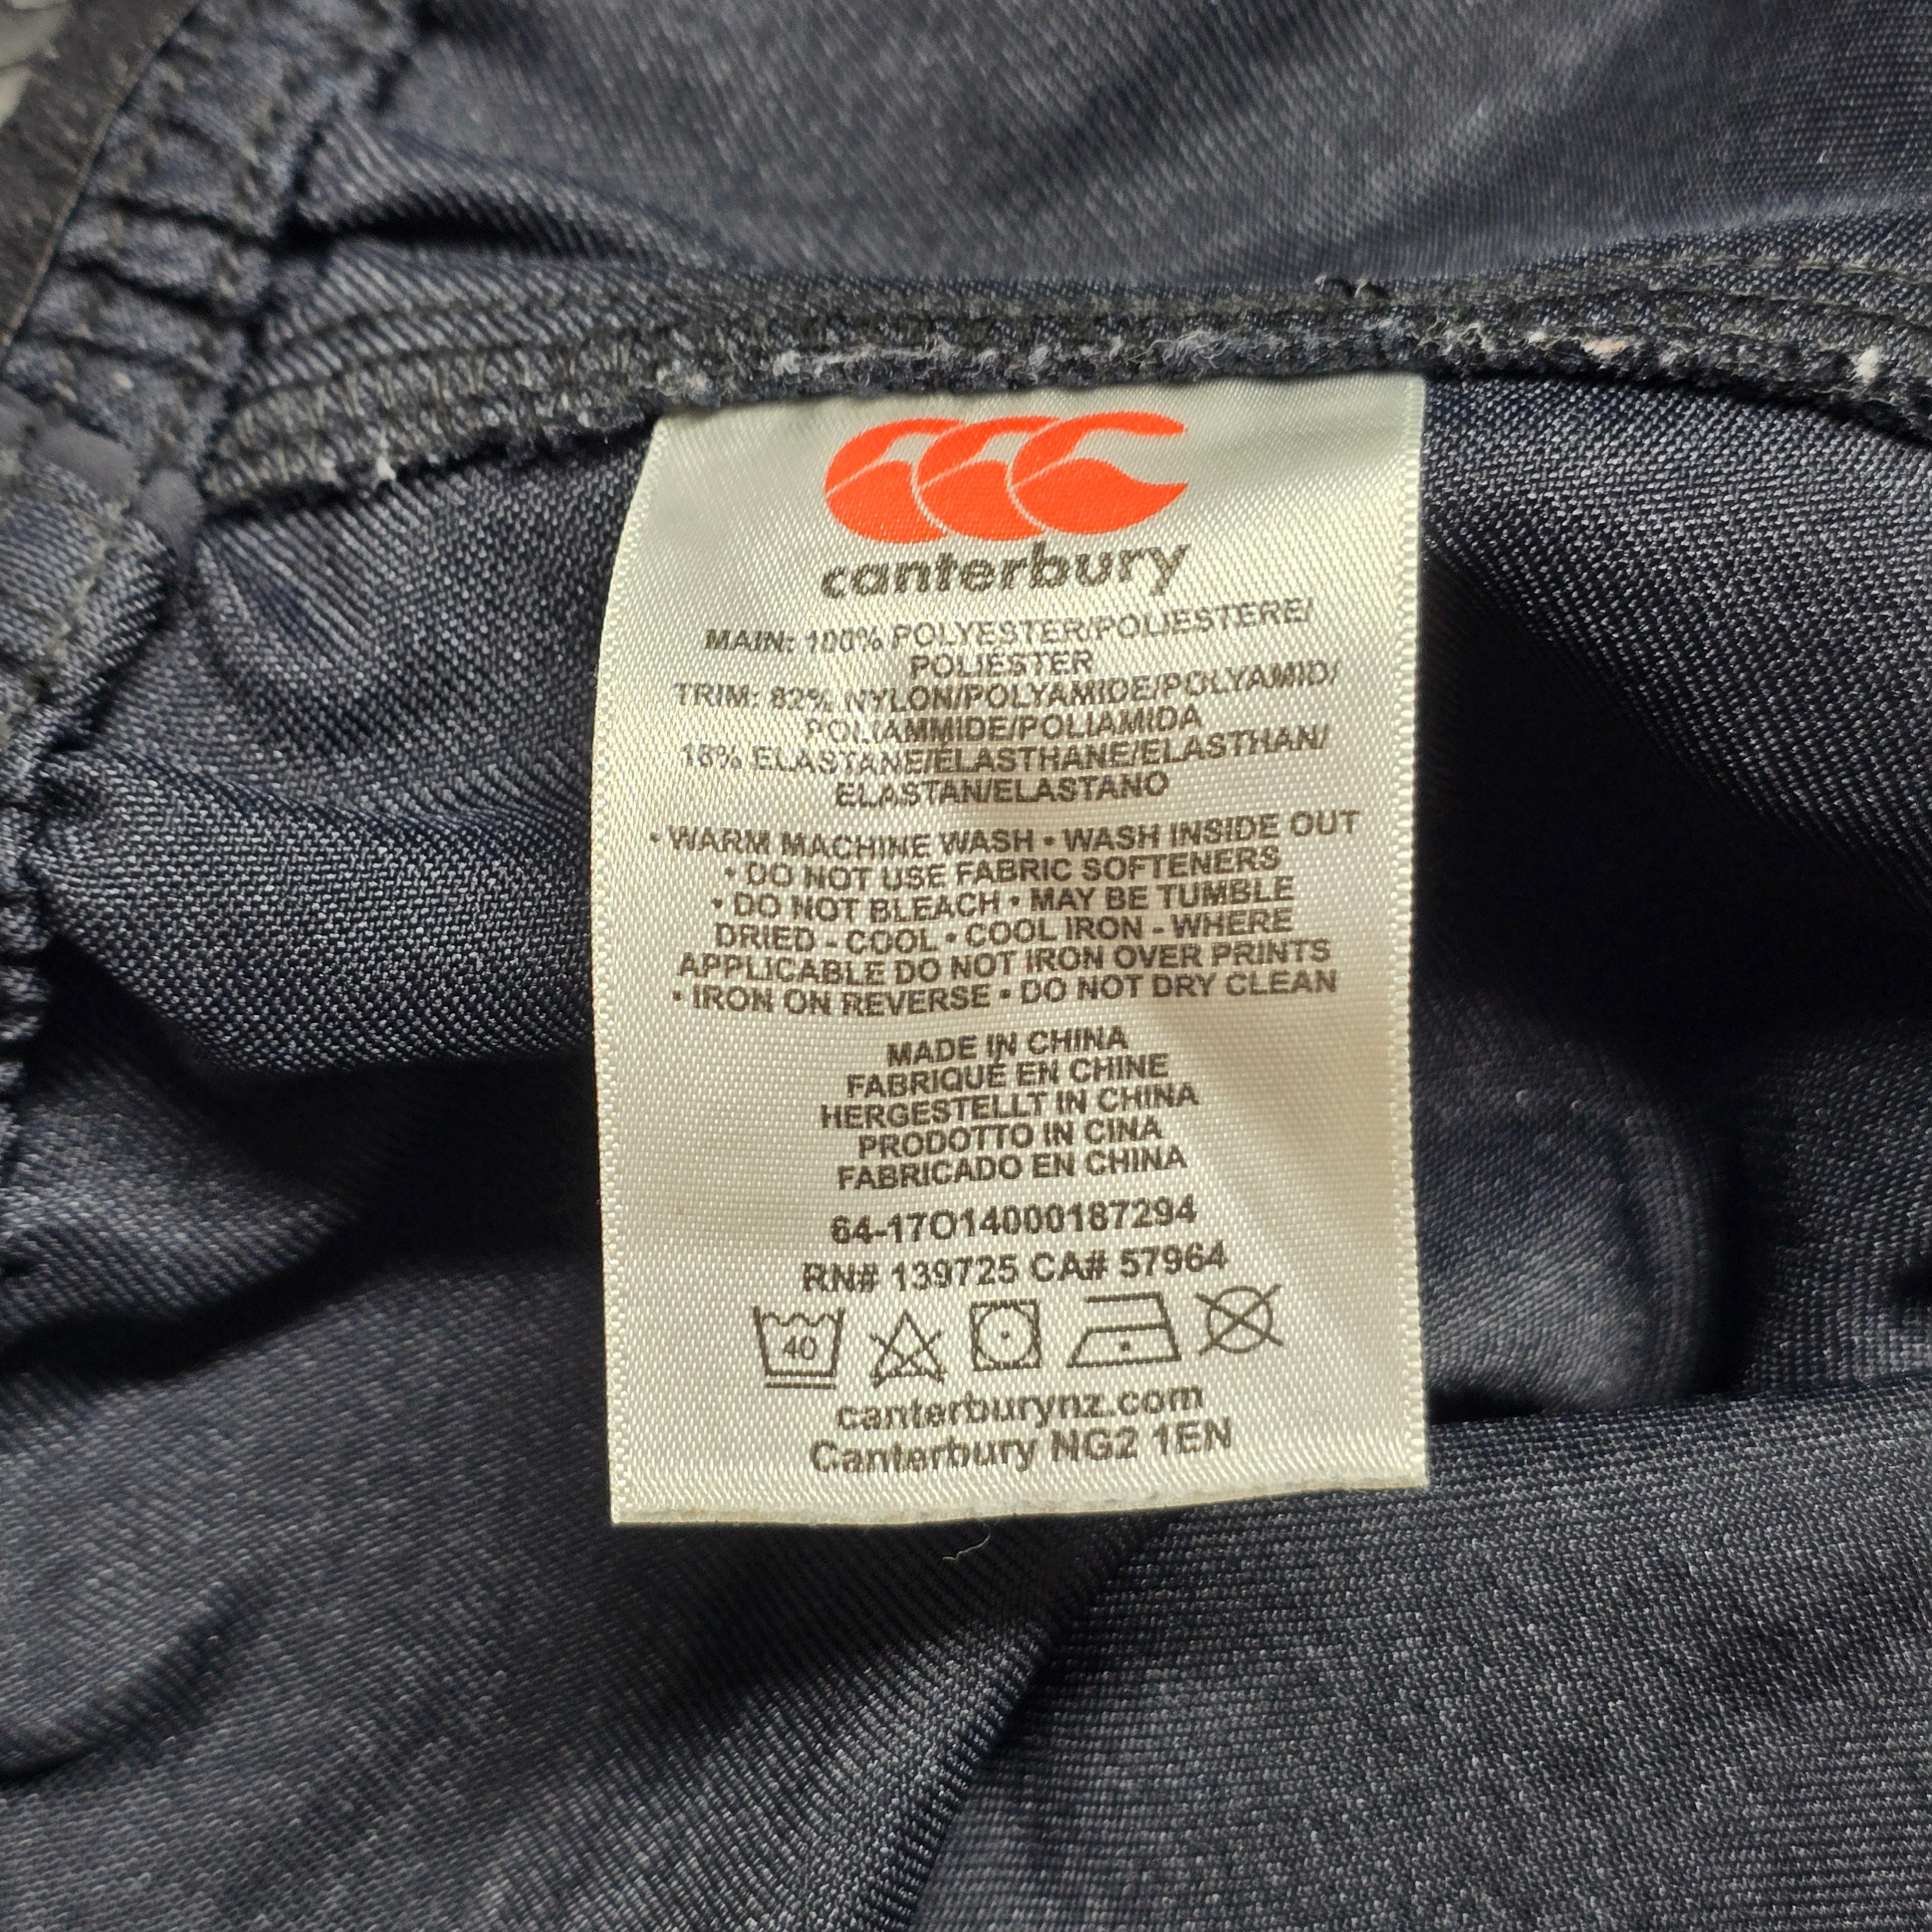 canterbury
MAIN: 100% POLYESTER/POLIESTERE/
POLIÉSTER
TRIM: 82% NYLON/POLYAMIDE/POLYAMID/
POLIAMMIDE/POLIAMIDA
18% ELASTANE/ÉLASTHANE/ELASTHAN/
ELASTAN/ELASTANO
• WARM MACHINE WASH • WASH INSIDE OUT
• DO NOT USE FABRIC SOFTENERS
• DO NOT BLEACH • MAY BE TUMBLE
DRIED - COOL • COOL IRON - WHERE
APPLICABLE DO NOT IRON OVER PRINTS
• IRON ON REVERSE • DO NOT DRY CLEAN
MADE IN CHINA
FABRIQUÉ EN CHINE
HERGESTELLT IN CHINA
PRODOTTO IN CINA
FABRICADO EN CHINA
64-17O14000187294
RN# 139725 CA# 57964
40
canterburynz.com
Canterbury NG2 1EN